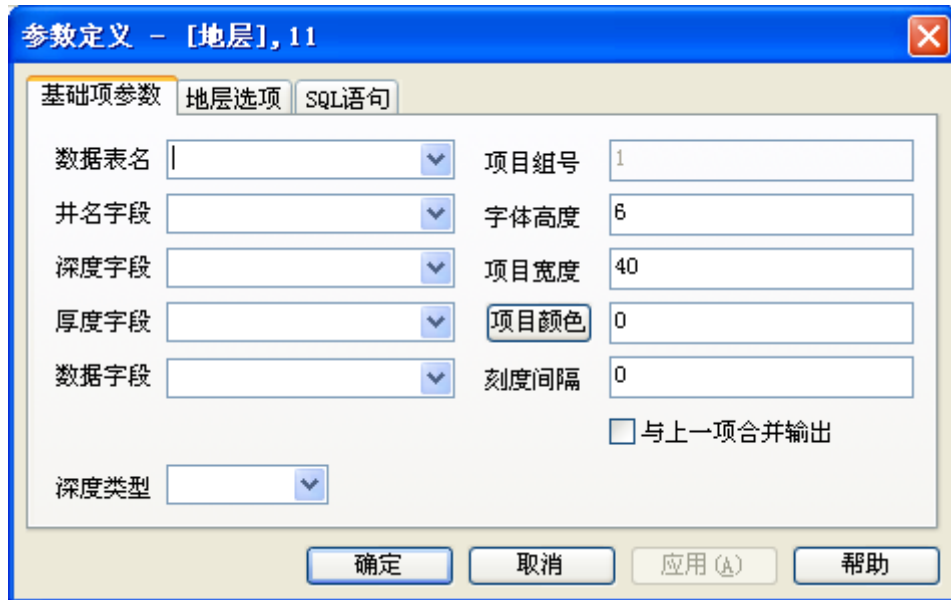 参数定义 - [地层],11
基础项参数 地层选项 SQL语句
数据表名 项目组号 1
井名字段 字体高度 6
深度字段 项目宽度 40
厚度字段 项目颜色 0
数据字段 刻度间隔 0
与上一项合并输出
深度类型
确定 取消 应用(A) 帮助